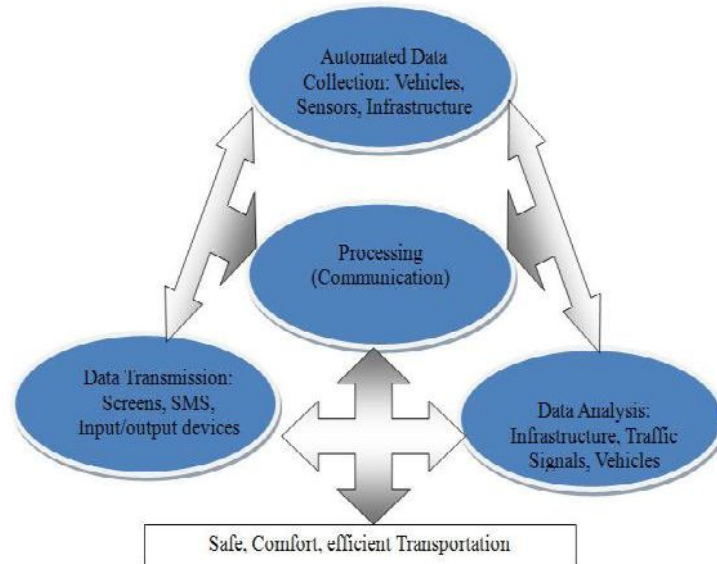 Automated Data
Collection: Vehicles,
Sensors, Infrastructure
Processing
(Communication)
Data Transmission:
Screens, SMS,
Input/output devices
Data Analysis:
Infrastructure, Traffic
Signals, Vehicles
Safe, Comfort, efficient Transportation